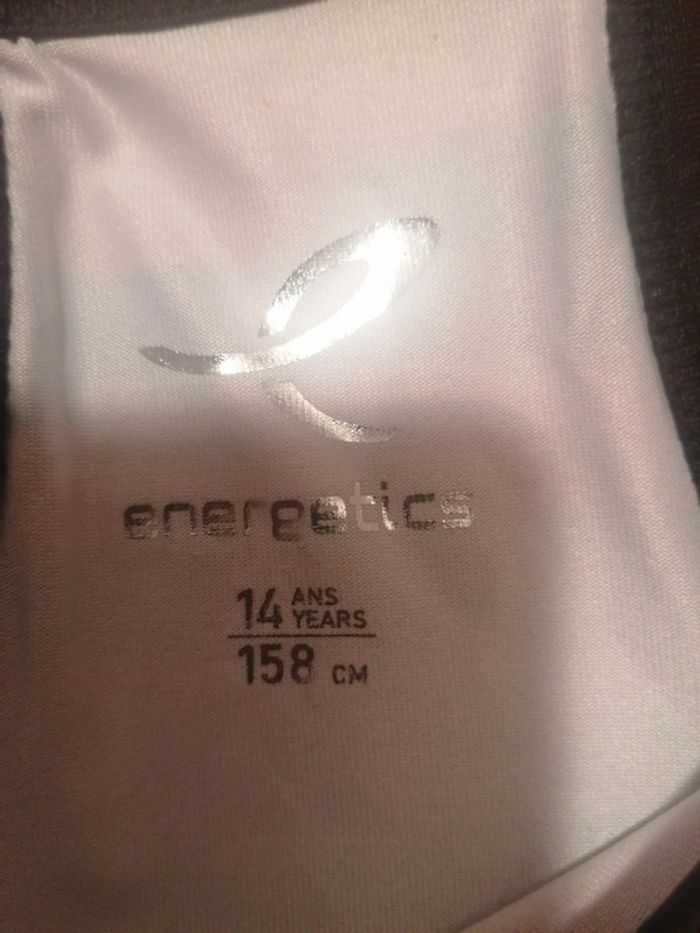 energetics
14 ANS
YEARS
158 CM